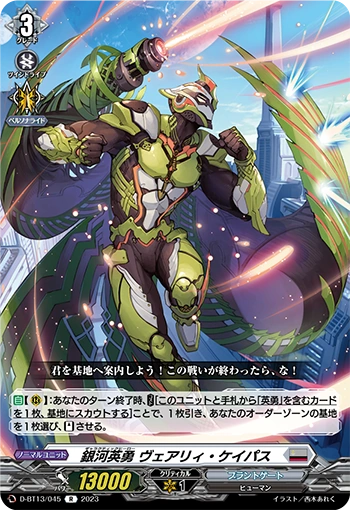 3
グレード
ツインドライブ
ペルソナライド
君を基地へ案内しよう！この戦いが終わったら、な！
：あなたのターン終了時、［このユニットと手札から「英勇」を含むカード
を1枚、基地にスカウトする］ことで、1枚引き、あなたのオーダーゾーンの基地
を1枚選び、させる。
ノーマルユニット
銀河英勇 ヴェアリィ・ケイパス
パワー 13000
クリティカル
1
ブラントゲート
ヒューマン
D-BT13/045 R 2023
イラスト／西木あれく